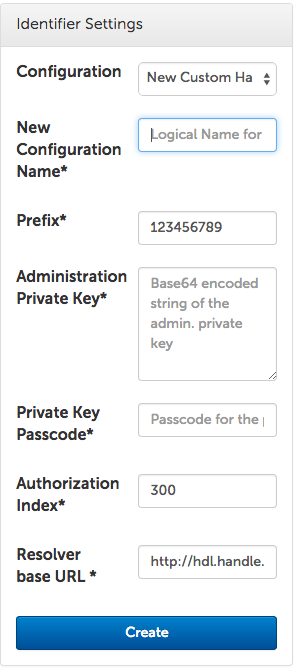 Identifier Settings
Configuration
New Custom Ha
New
Configuration
Name*
Logical Name for
Prefix*
123456789
Administration
Private Key*
Base64 encoded
string of the
admin. private
key
Private Key
Passcode*
Passcode for the
Authorization
Index*
300
Resolver
base URL *
http://hdl.handle.
Create